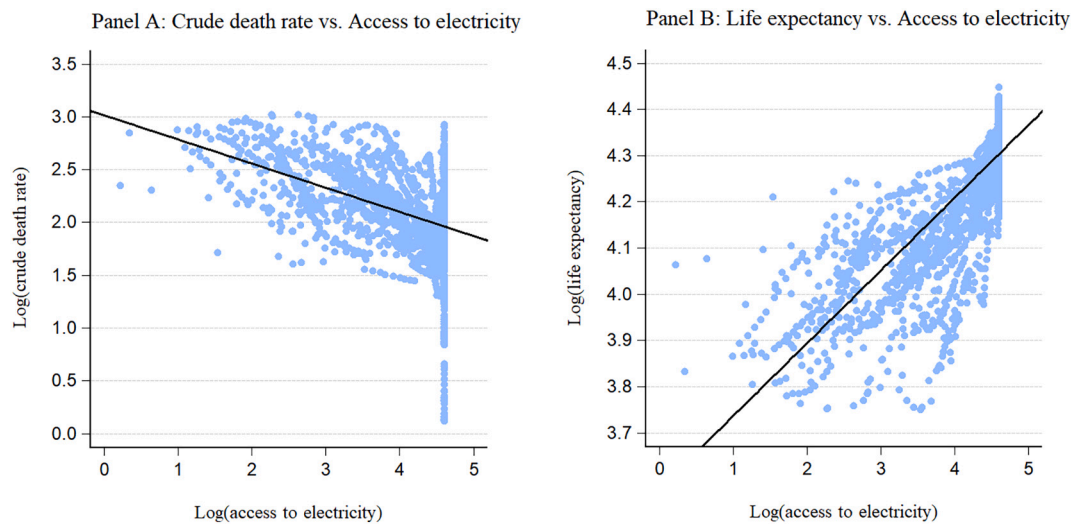 Panel A: Crude death rate vs. Access to electricity
3.5
3.0
2.5
2.0
1.5
1.0
0.5
0.0
Log(crude death rate)
0 1 2 3 4 5
Log(access to electricity)
Panel B: Life expectancy vs. Access to electricity
4.5
4.4
4.3
4.2
4.1
4.0
3.9
3.8
3.7
Log(life expectancy)
0 1 2 3 4 5
Log(access to electricity)